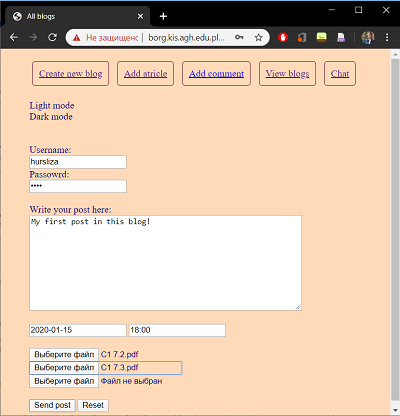 All blogs
Не защищено borg.kis.agh.edu.pl...
Create new blog Add atricle Add comment View blogs Chat
Light mode
Dark mode
Username:
hursliza
Passowrd:
••••
Write your post here:
My first post in this blog!
2020-01-15 18:00
Выберите файл C1 7.2.pdf
Выберите файл C1 7.3.pdf
Выберите файл Файл не выбран
Send post Reset